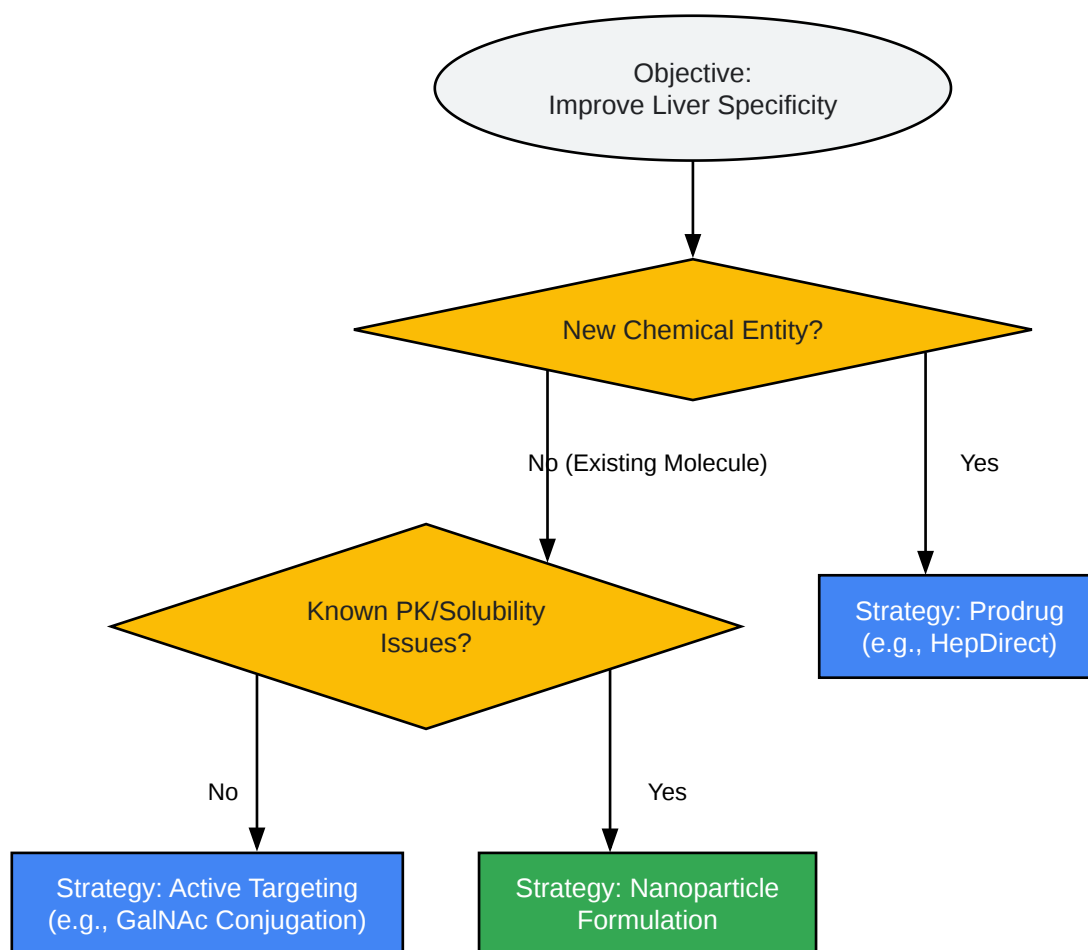 Objective:
Improve Liver Specificity
New Chemical Entity?
No (Existing Molecule)
Yes
Known PK/Solubility
Issues?
Strategy: Prodrug
(e.g., HepDirect)
No
Yes
Strategy: Active Targeting
(e.g., GalNAc Conjugation)
Strategy: Nanoparticle
Formulation